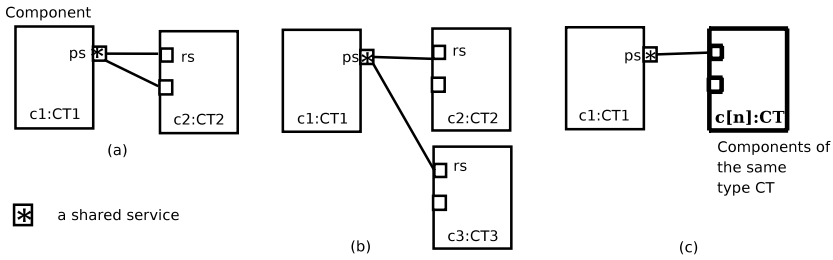 Component
ps
*
rs
c1:CT1
c2:CT2
(a)
* a shared service
ps
*
rs
c1:CT1
c2:CT2
rs
c3:CT3
(b)
ps
*
c1:CT1
c[n]:CT
Components of
the same
type CT
(c)